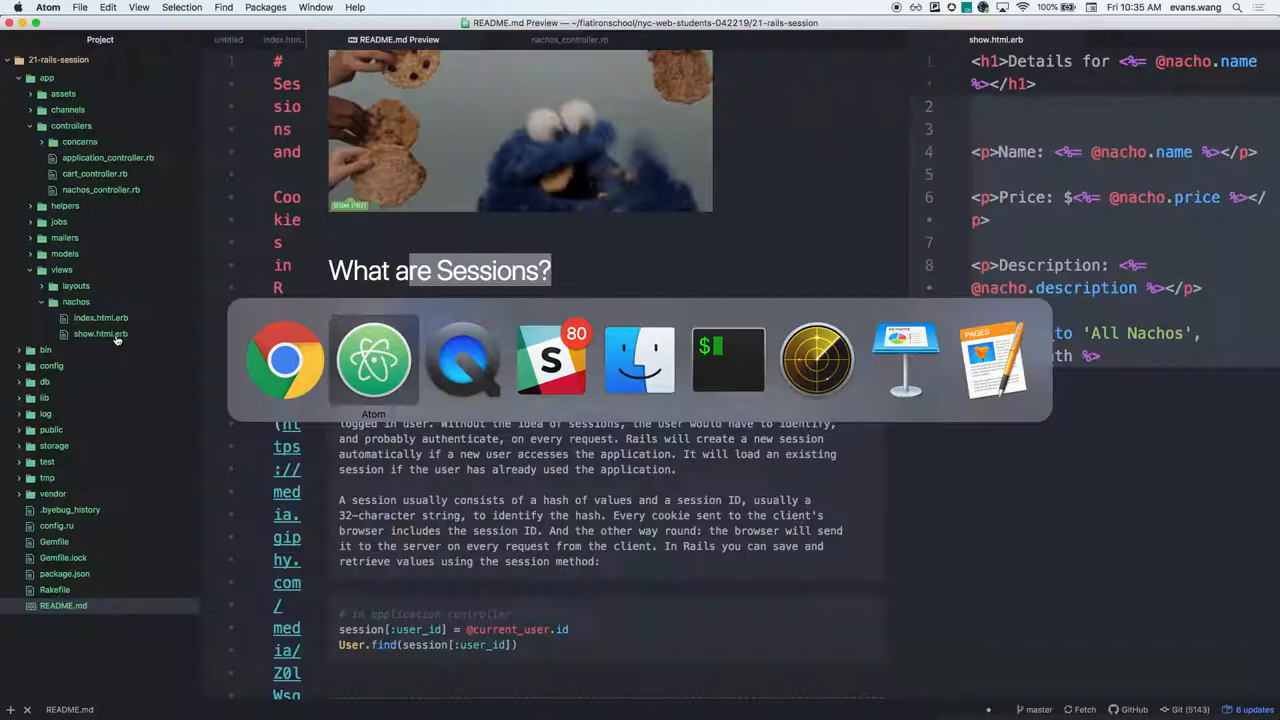 Atom File Edit View Selection Find Packages Window Help
100% Wed 10:35 AM evans.wang
README.md Preview — ~/flatironschool/nyc-web-students-042219/21-rails-session
Project
untitled
index.htm..
README.md Preview
nachos_controller.rb
show.html.erb
21-rails-session
app
assets
channels
controllers
concerns
application_controller.rb
cart_controller.rb
nachos_controller.rb
helpers
jobs
mailers
models
views
layouts
nachos
index.html.erb
show.html.erb
bin
config
db
lib
log
public
storage
test
tmp
vendor
.byebug_history
config.ru
Gemfile
Gemfile.lock
package.json
Rakefile
README.md
1
#
Ses
sio
ns
and
Coo
kie
s
in
R
(ht
tps
://
med
ia.
gip
hy.
com
/
med
ia/
Z0l
Wsq
SESAME STREET
What are Sessions?
80
$
KEYNOTE
PAGES
Atom
logged in user. Without the idea of sessions, the user would have to identify,
and probably authenticate, on every request. Rails will create a new session
automatically if a new user accesses the application. It will load an existing
session if the user has already used the application.
A session usually consists of a hash of values and a session ID, usually a
32-character string, to identify the hash. Every cookie sent to the client's
browser includes the session ID. And the other way round: the browser will send
it to the server on every request from the client. In Rails you can save and
retrieve values using the session method:
# in application controller
session[:user_id] = @current_user.id
User.find(session[:user_id])
1 <h1>Details for <%= @nacho.name
%></h1>
2
3
4 <p>Name: <%= @nacho.name %></p>
5
6 <p>Price: $<%= @nacho.price %></
p>
7
8 <p>Description: <%=
@nacho.description %></p>
to 'All Nachos',
th %>
README.md
master Fetch GitHub Git (5143) 6 updates